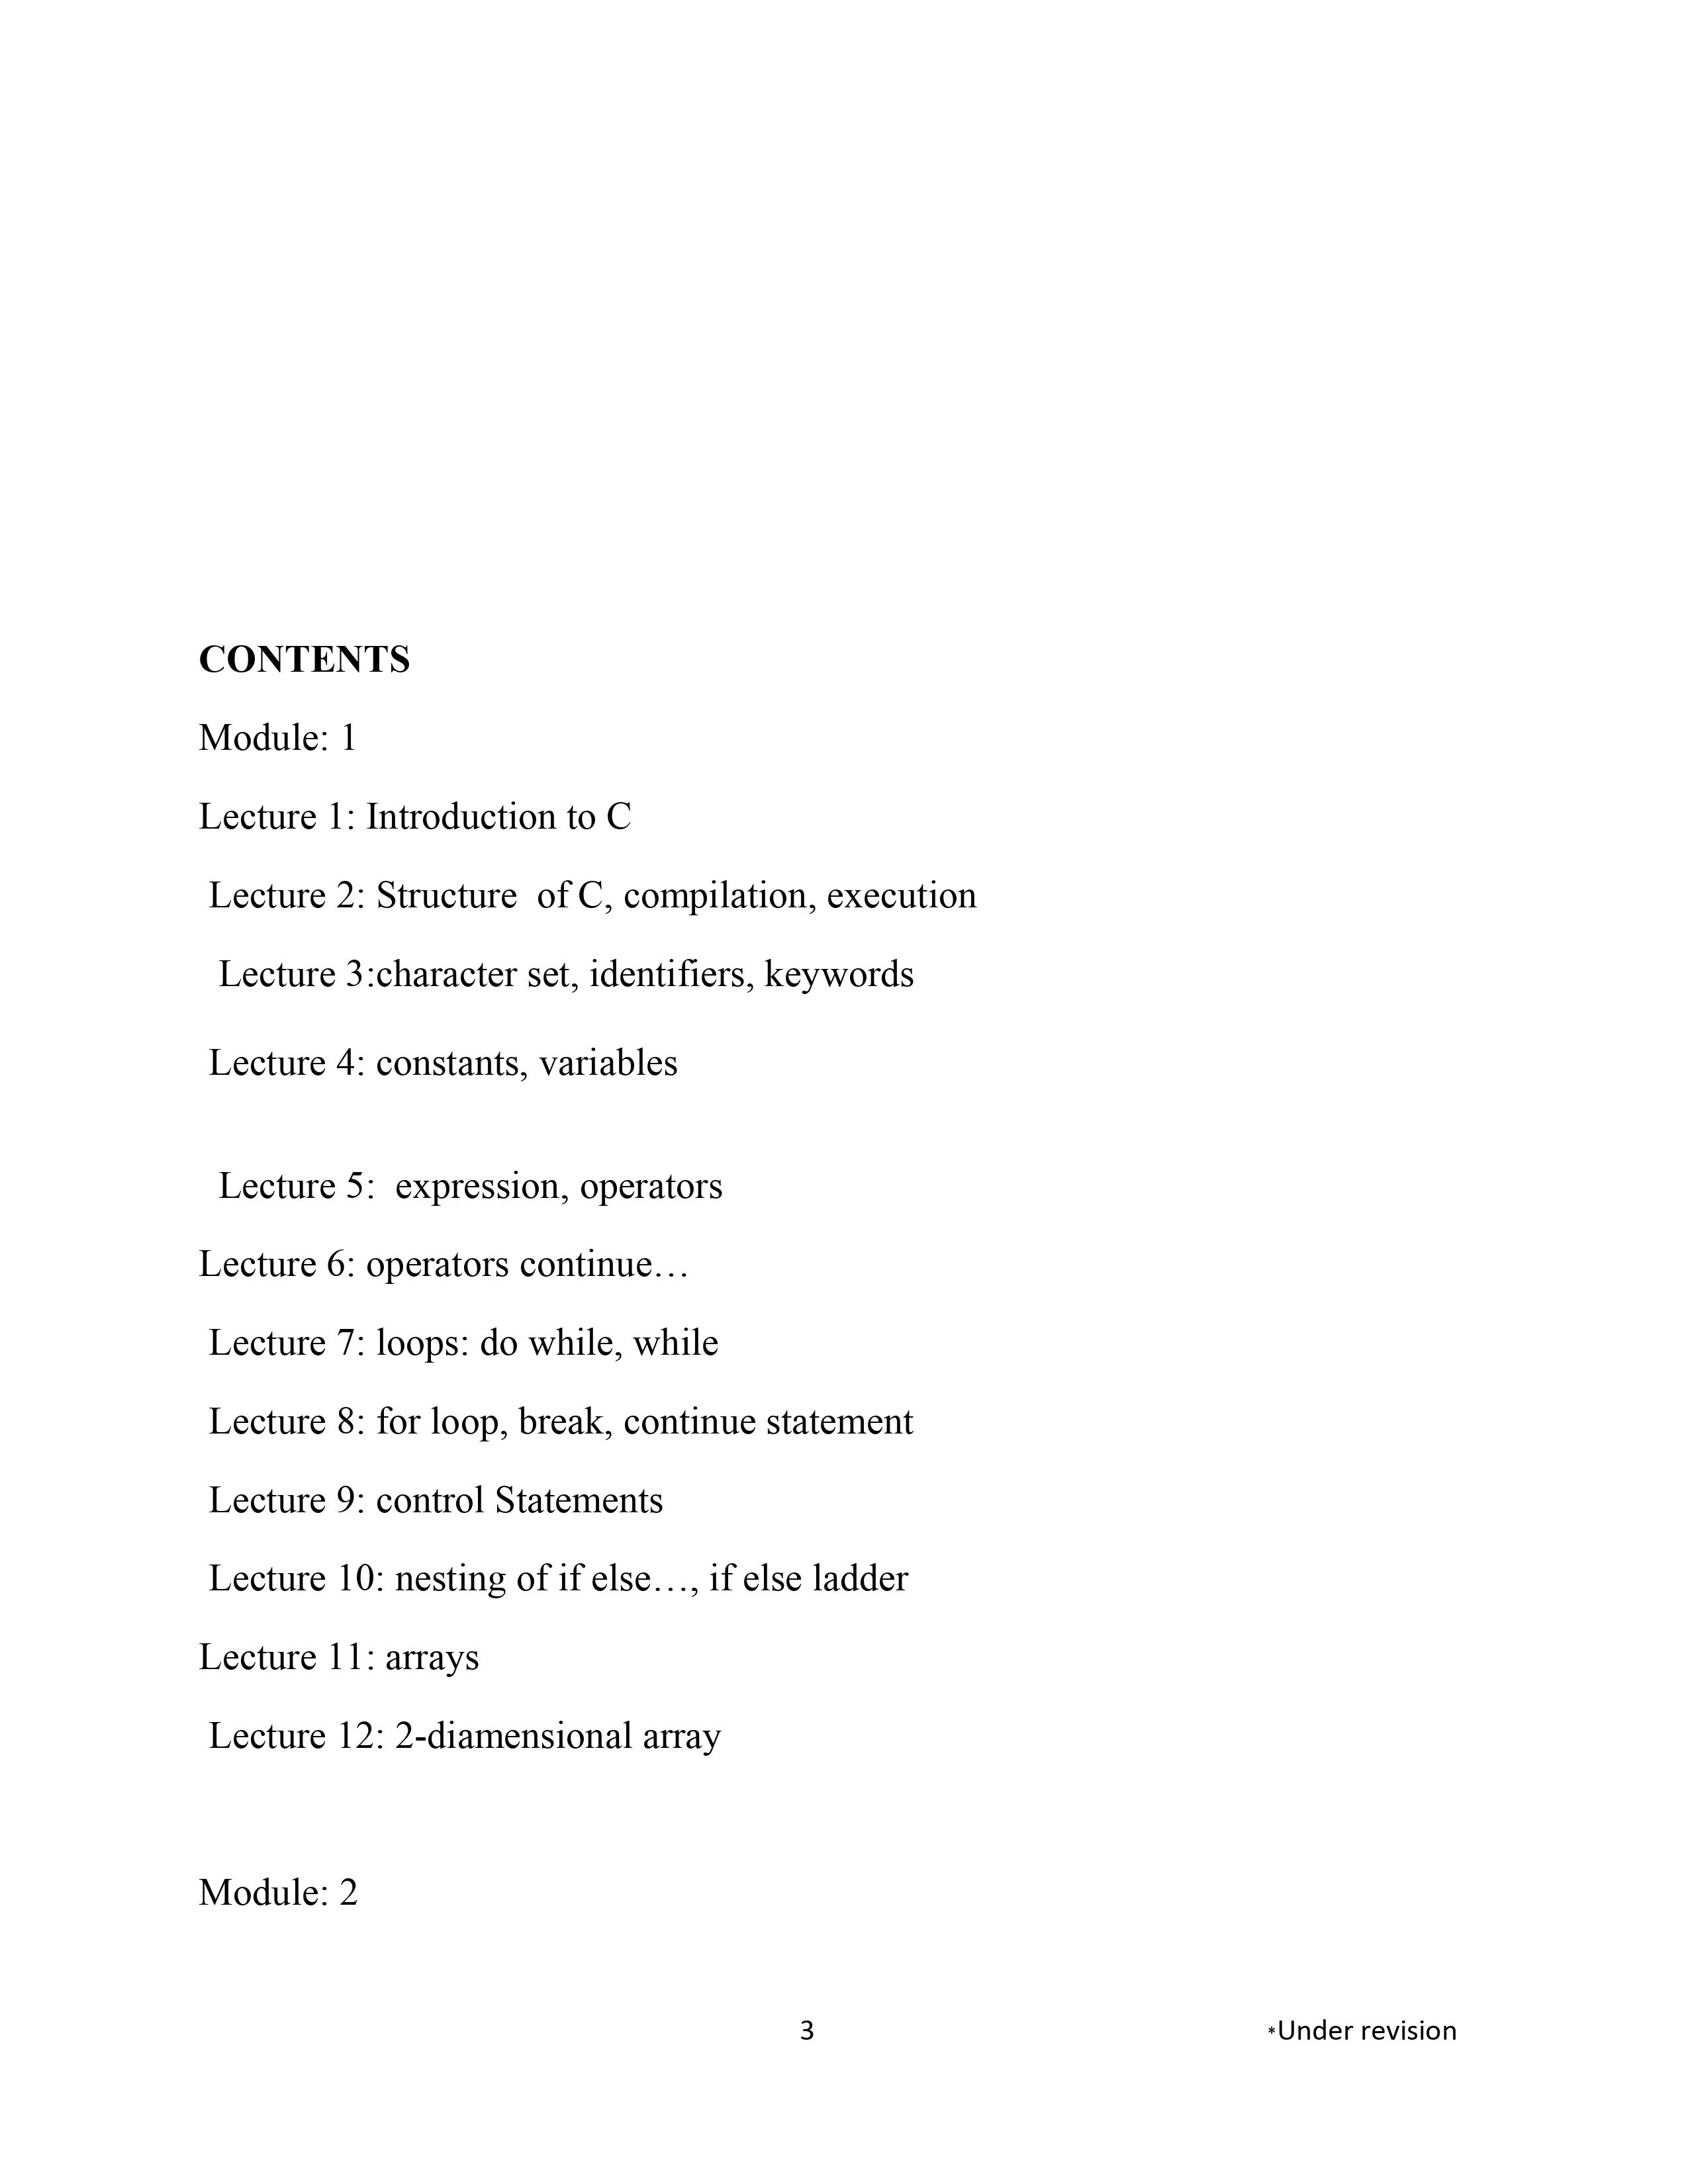 CONTENTS
Module: 1
Lecture 1: Introduction to C
Lecture 2: Structure  of C, compilation, execution
Lecture 3:character set, identifiers, keywords
Lecture 4: constants, variables
Lecture 5:  expression, operators
Lecture 6: operators continue…
Lecture 7: loops: do while, while
Lecture 8: for loop, break, continue statement
Lecture 9: control Statements
Lecture 10: nesting of if else…, if else ladder
Lecture 11: arrays
Lecture 12: 2-diamensional array
Module: 2
3 *Under revision